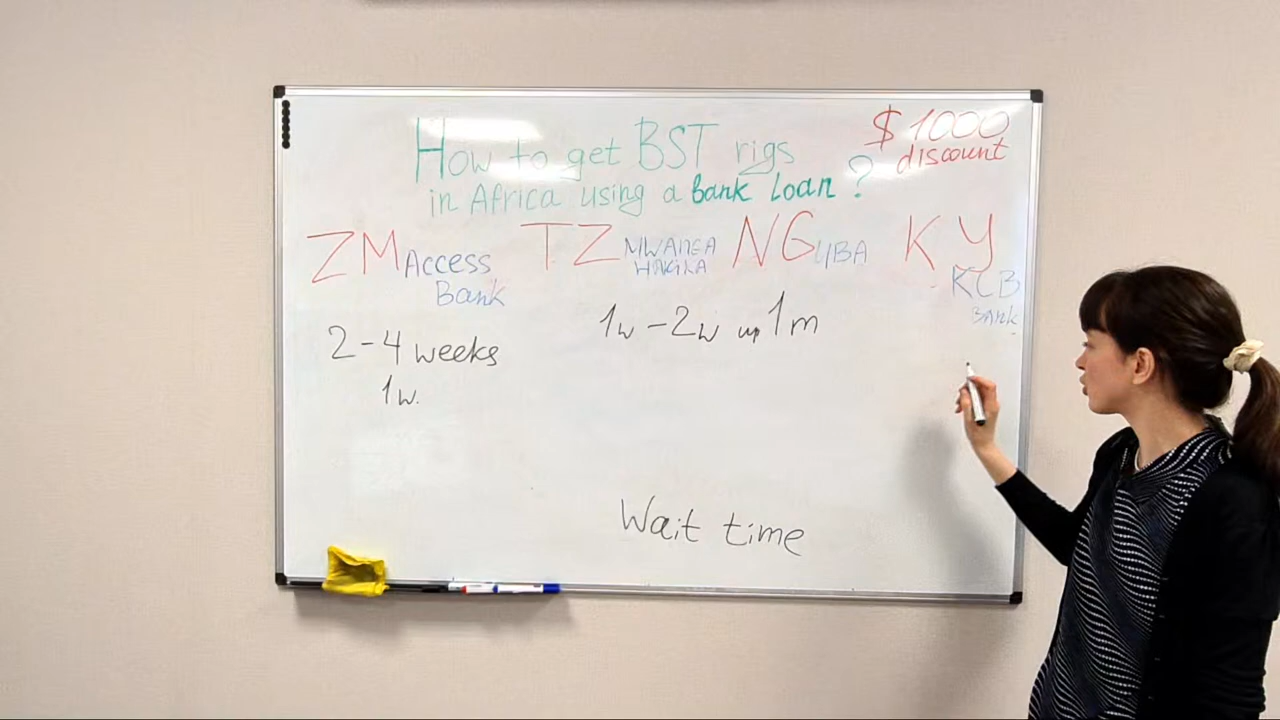 $1000
discount
How to get BST rigs
in Africa using a bank loan?
ZM Access Bank
TZ MWANGA HAKIKA
NG UBA
KY KCB BANK
2-4 weeks
1w.
1w-2w up 1m
Wait time